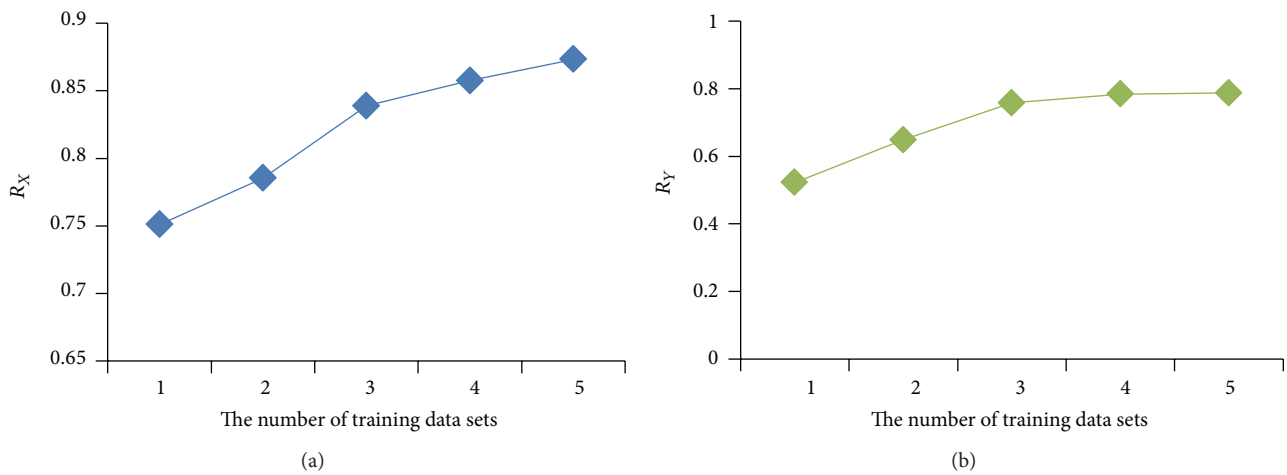 0.9
0.85
0.8
0.75
0.7
0.65
R_X
1 2 3 4 5
The number of training data sets
(a)
1
0.8
0.6
0.4
0.2
0
R_Y
1 2 3 4 5
The number of training data sets
(b)